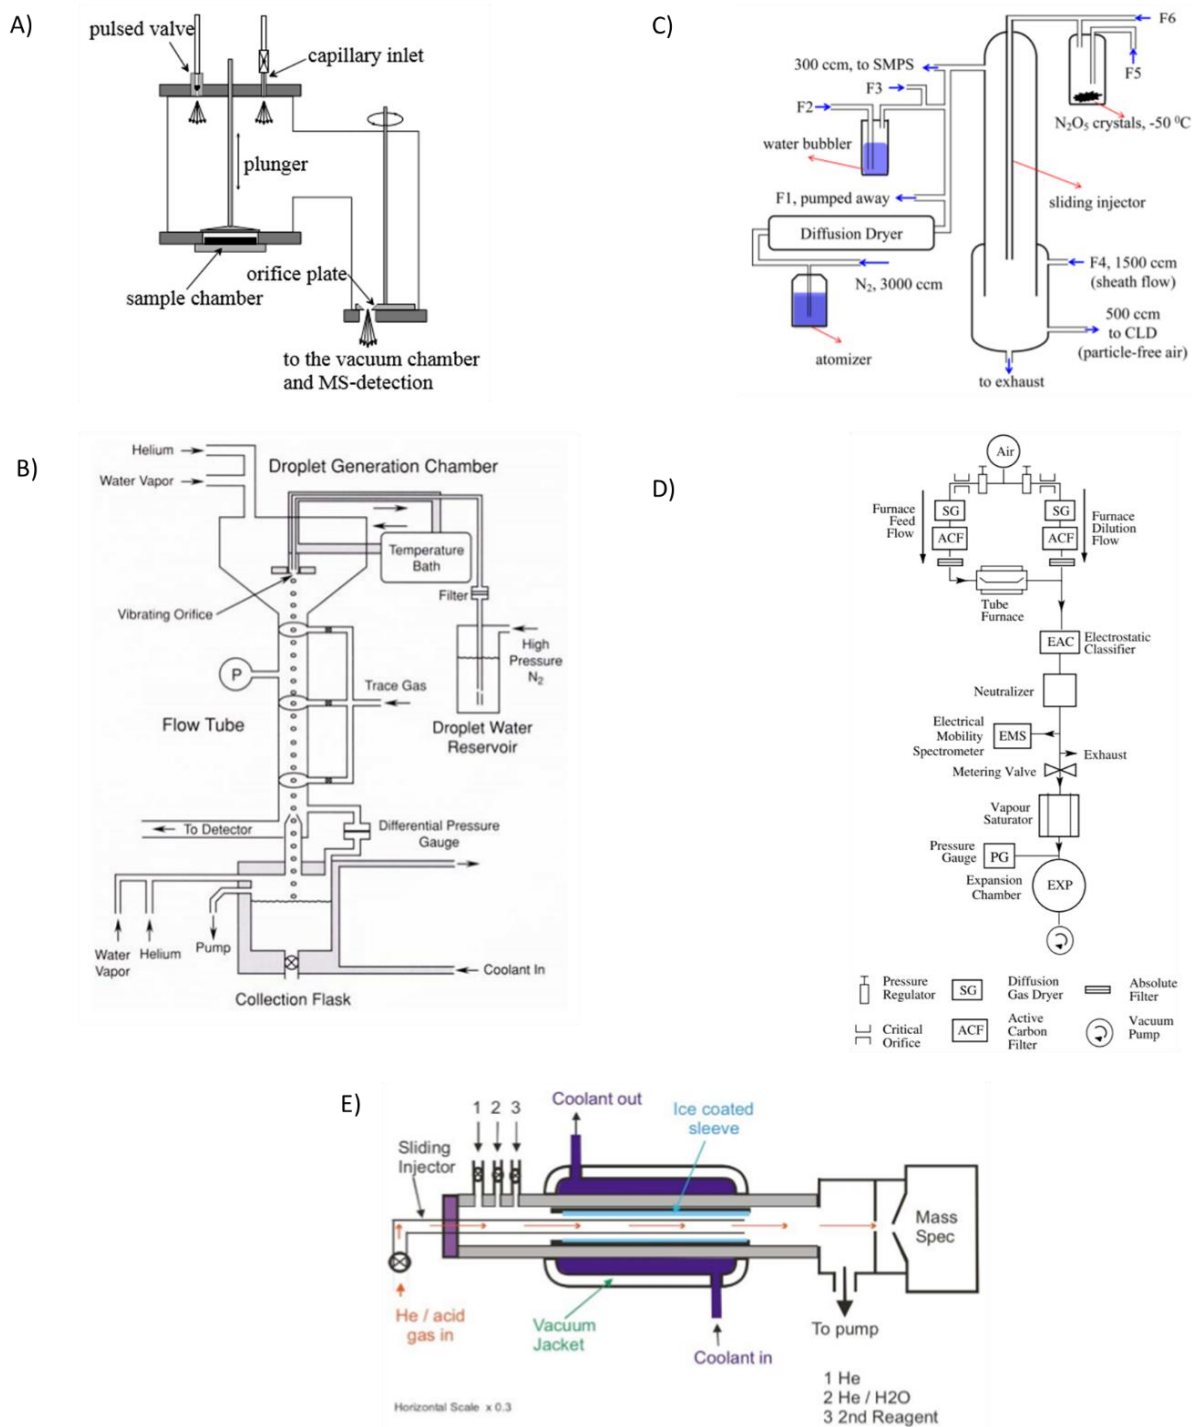 A)
pulsed valve
capillary inlet
plunger
sample chamber
orifice plate
to the vacuum chamber
and MS-detection
C)
F6
300 ccm, to SMPS
F3
F2
F5
N₂O₅ crystals, -50 ⁰C
water bubbler
F1, pumped away
sliding injector
Diffusion Dryer
N₂, 3000 ccm
F4, 1500 ccm
(sheath flow)
500 ccm
to CLD
(particle-free air)
atomizer
to exhaust
B)
Helium
Water Vapor
Droplet Generation Chamber
Temperature
Bath
Filter
Vibrating Orifice
High
Pressure
N₂
P
Trace Gas
Flow Tube
Droplet Water
Reservoir
To Detector
Differential Pressure
Gauge
Water
Vapor
Helium
Pump
Coolant In
Collection Flask
D)
Air
Furnace
Feed
Flow
SG
SG
Furnace
Dilution
Flow
ACF
ACF
Tube
Furnace
EAC
Electrostatic
Classifier
Neutralizer
Electrical
Mobility
Spectrometer
EMS
Exhaust
Metering Valve
Vapour
Saturator
Pressure
Gauge
PG
Expansion
Chamber
EXP
Pressure
Regulator
SG
Diffusion
Gas Dryer
Absolute
Filter
Critical
Orifice
ACF
Active
Carbon
Filter
Vacuum
Pump
E)
1 2 3
Coolant out
Ice coated
sleeve
Sliding
Injector
Mass
Spec
He / acid
gas in
Vacuum
Jacket
Coolant in
To pump
1 He
2 He / H2O
3 2nd Reagent
Horizontal Scale x 0.3